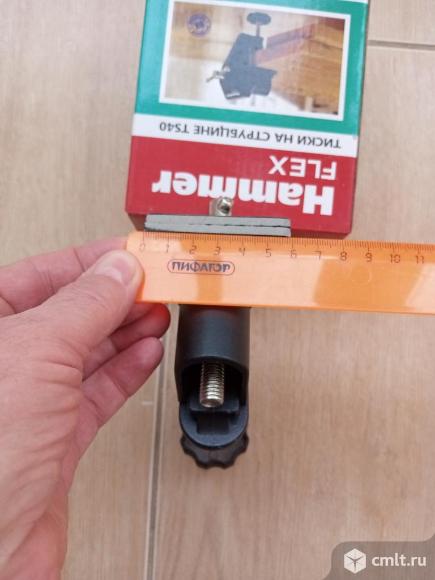 ТИСКИ НА СТРУБЦИНЕ TS40
Hammer
FLEX
0 1 2 3 4 5 6 7 8 9 10 11
cmlt.ru